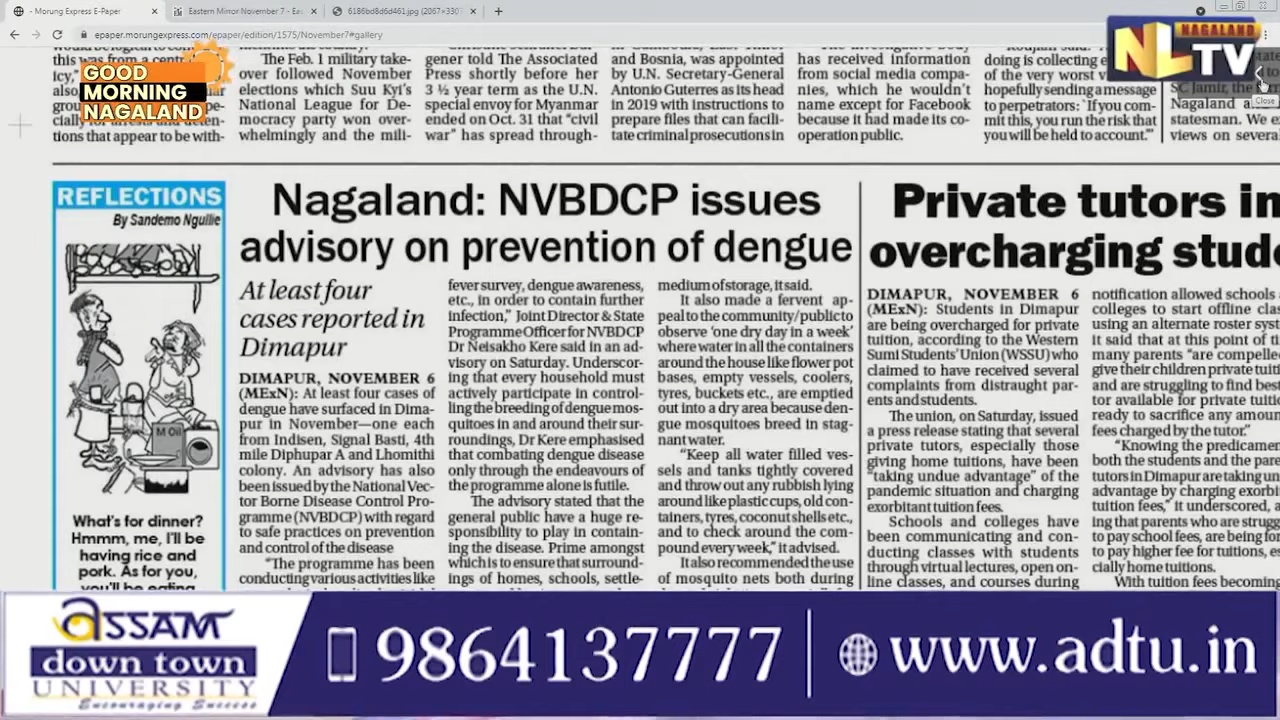 - Morung Express E-Paper
Eastern Mirror November 7 - Ea
6186bd8d6d461.jpg (2067×330
epaper.morungexpress.com/epaper/edition/1575/November7#gallery
GOOD
MORNING
NAGALAND
NAGALAND
NLTV
Close
this was from a
icy,"
tions that appear to be with-
The Feb. 1 military take-
over followed November
elections which Suu Kyi's
National League for De-
mocracy party won over-
whelmingly and the mili-
gener told The Associated
Press shortly before her
3 ½ year term as the U.N.
special envoy for Myanmar
ended on Oct. 31 that "civil
war" has spread through-
and Bosnia, was appointed
by U.N. Secretary-General
Antonio Guterres as its head
in 2019 with instructions to
prepare files that can facili-
tate criminal prosecutions in
has received information
from social media compa-
nies, which he wouldn't
name except for Facebook
because it had made its co-
operation public.
doing is collecting e
of the very worst v
hopefully sending a message
to perpetrators: `If you com-
mit this, you run the risk that
you will be held to account.'"
SC Jamir, the
Nagaland a
statesman. We e
views on severa
REFLECTIONS
By Sandemo Ngullie
M Oil
What's for dinner?
Hmmm, me, I'll be
having rice and
pork. As for you,
you'll be eating
Nagaland: NVBDCP issues
advisory on prevention of dengue
At least four
cases reported in
Dimapur
DIMAPUR, NOVEMBER 6
(MExN): At least four cases of
dengue have surfaced in Dima-
pur in November—one each
from Indisen, Signal Basti, 4th
mile Diphupar A and Lhomithi
colony. An advisory has also
been issued by the National Vec-
tor Borne Disease Control Pro-
gramme (NVBDCP) with regard
to safe practices on prevention
and control of the disease
"The programme has been
conducting various activities like
fever survey, dengue awareness,
etc., in order to contain further
infection," Joint Director & State
Programme Officer for NVBDCP
Dr Neisakho Kere said in an ad-
visory on Saturday. Underscor-
ing that every household must
actively participate in control-
ling the breeding of dengue mos-
quitoes in and around their sur-
roundings, Dr Kere emphasised
that combating dengue disease
only through the endeavours of
the programme alone is futile.
The advisory stated that the
general public have a huge re-
sponsibility to play in contain-
ing the disease. Prime amongst
which is to ensure that surround-
ings of homes, schools, settle-
medium of storage, it said.
It also made a fervent ap-
peal to the community/public to
observe 'one dry day in a week'
where water in all the containers
around the house like flower pot
bases, empty vessels, coolers,
tyres, buckets etc., are emptied
out into a dry area because den-
gue mosquitoes breed in stag-
nant water.
"Keep all water filled ves-
sels and tanks tightly covered
and throw out any rubbish lying
around like plastic cups, old con-
tainers, tyres, coconut shells etc.,
and to check around the com-
pound every week," it advised.
It also recommended the use
of mosquito nets both during
Private tutors in
overcharging stude
DIMAPUR, NOVEMBER 6
(MExN): Students in Dimapur
are being overcharged for private
tuition, according to the Western
Sumi Students' Union (WSSU) who
claimed to have received several
complaints from distraught par-
ents and students.
The union, on Saturday, issued
a press release stating that several
private tutors, especially those
giving home tuitions, have been
"taking undue advantage" of the
pandemic situation and charging
exorbitant tuition fees.
Schools and colleges have
been communicating and con-
ducting classes with students
through virtual lectures, open on-
line classes, and courses during
notification allowed schools a
colleges to start offline clas
using an alternate roster syst
it said that at this point of ti
many parents "are compelle
give their children private tuiti
and are struggling to find best
tor available for private tuitio
ready to sacrifice any amoun
fees charged by the tutor."
"Knowing the predicamen
both the students and the pare
tutors in Dimapur are taking un
advantage by charging exorbit
tuition fees," it underscored, a
ing that parents who are strugg
to pay school fees, are being for
to pay higher fee for tuitions, es
cially home tuitions.
With tuition fees becoming
assam
down town
UNIVERSITY
Encouraging Success
9864137777
www.adtu.in